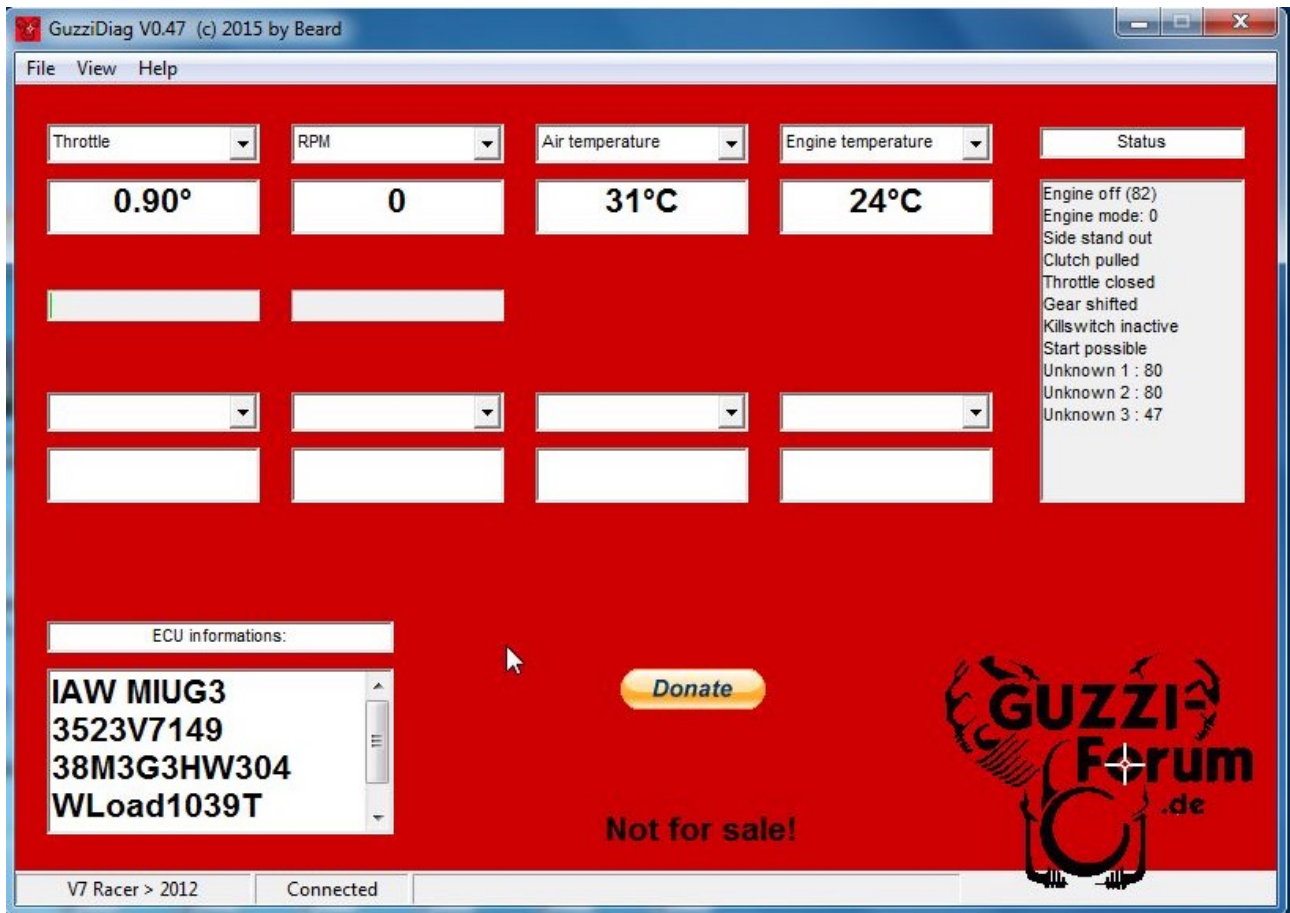 GuzziDiag V0.47 (c) 2015 by Beard
File View Help
Throttle RPM Air temperature Engine temperature Status
0.90° 0 31°C 24°C
Engine off (82)
Engine mode: 0
Side stand out
Clutch pulled
Throttle closed
Gear shifted
Killswitch inactive
Start possible
Unknown 1 : 80
Unknown 2 : 80
Unknown 3 : 47
ECU informations:
IAW MIUG3
3523V7149
38M3G3HW304
WLoad1039T
Donate
Not for sale!
GUZZI-
Forum
.de
V7 Racer > 2012 Connected